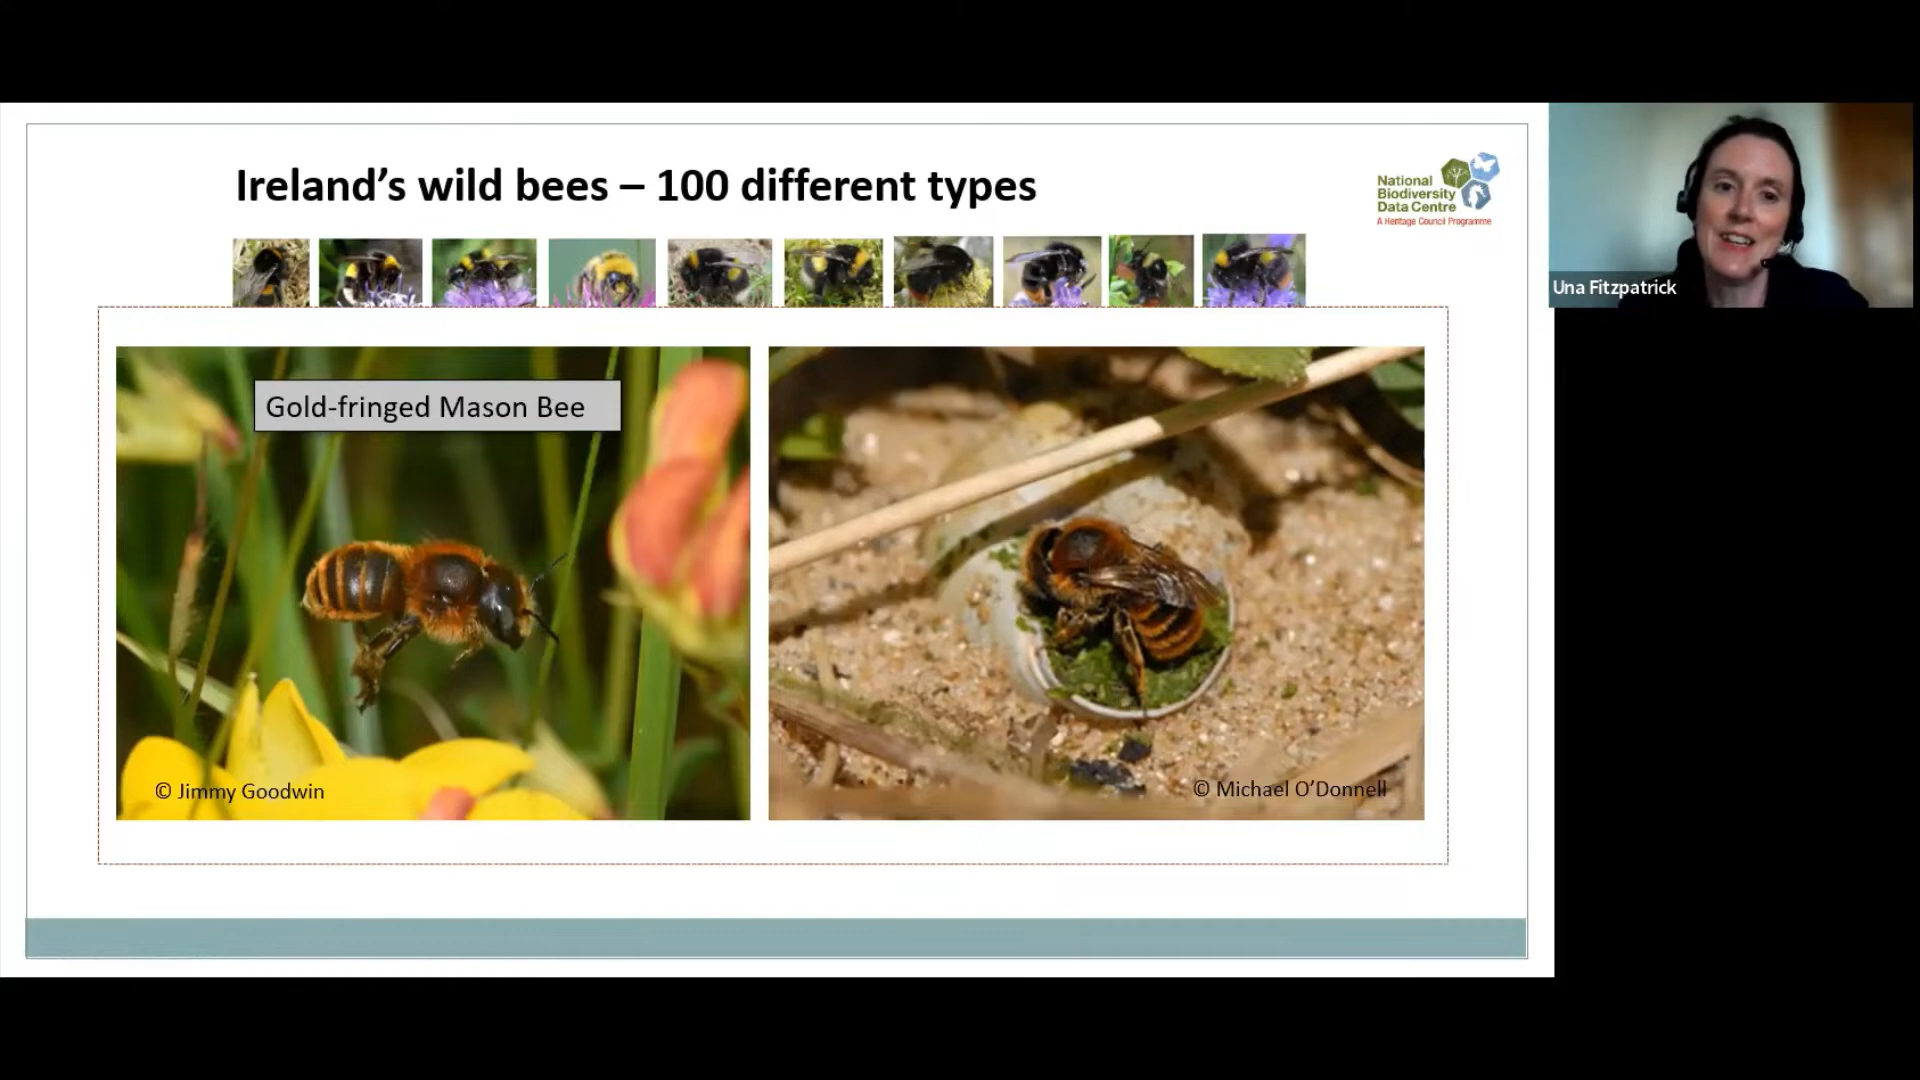 Ireland’s wild bees – 100 different types
National
Biodiversity
Data Centre
A Heritage Council Programme
Una Fitzpatrick
Gold-fringed Mason Bee
© Jimmy Goodwin
© Michael O’Donnell